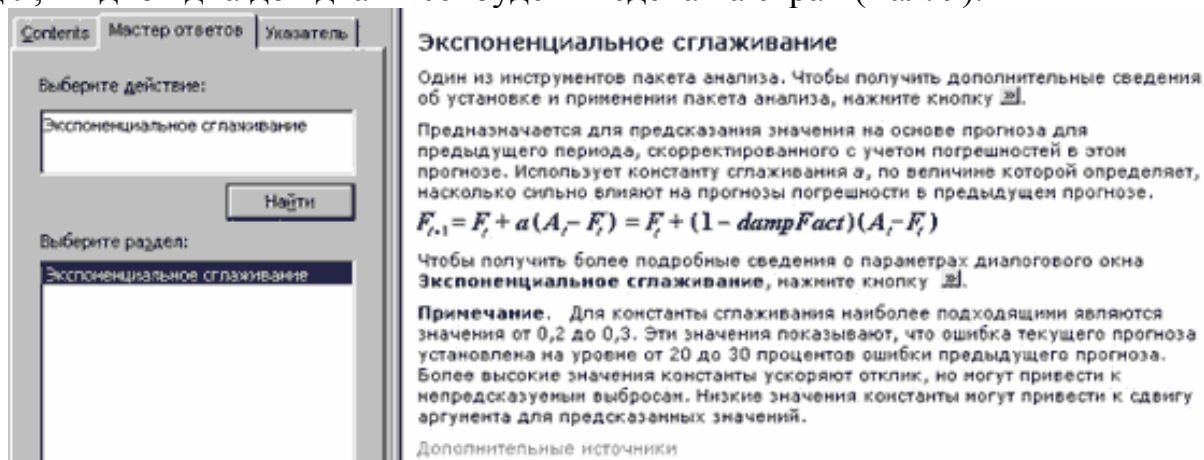 Contents Мастер ответов Указатель
Выберите действие:
Экспоненциальное сглаживание
Найти
Выберите раздел:
Экспоненциальное сглаживание
Экспоненциальное сглаживание
Один из инструментов пакета анализа. Чтобы получить дополнительные сведения
об установке и применении пакета анализа, нажмите кнопку
Предназначается для предсказания значения на основе прогноза для
предыдущего периода, скорректированного с учетом погрешностей в этом
прогнозе. Использует константу сглаживания a, по величине которой определяет,
насколько сильно влияют на прогнозы погрешности в предыдущем прогнозе.
Fₜ₊₁ = Fₜ + a(Aₜ – Fₜ) = Fₜ + (1 – dampFact)(Aₜ – Fₜ)
Чтобы получить более подробные сведения о параметрах диалогового окна
Экспоненциальное сглаживание, нажмите кнопку .
Примечание. Для константы сглаживания наиболее подходящими являются
значения от 0,2 до 0,3. Эти значения показывают, что ошибка текущего прогноза
установлена на уровне от 20 до 30 процентов ошибки предыдущего прогноза.
Более высокие значения константы ускоряют отклик, но могут привести к
непредсказуемым выбросам. Низкие значения константы могут привести к сдвигу
аргумента для предсказанных значений.
Дополнительные источники